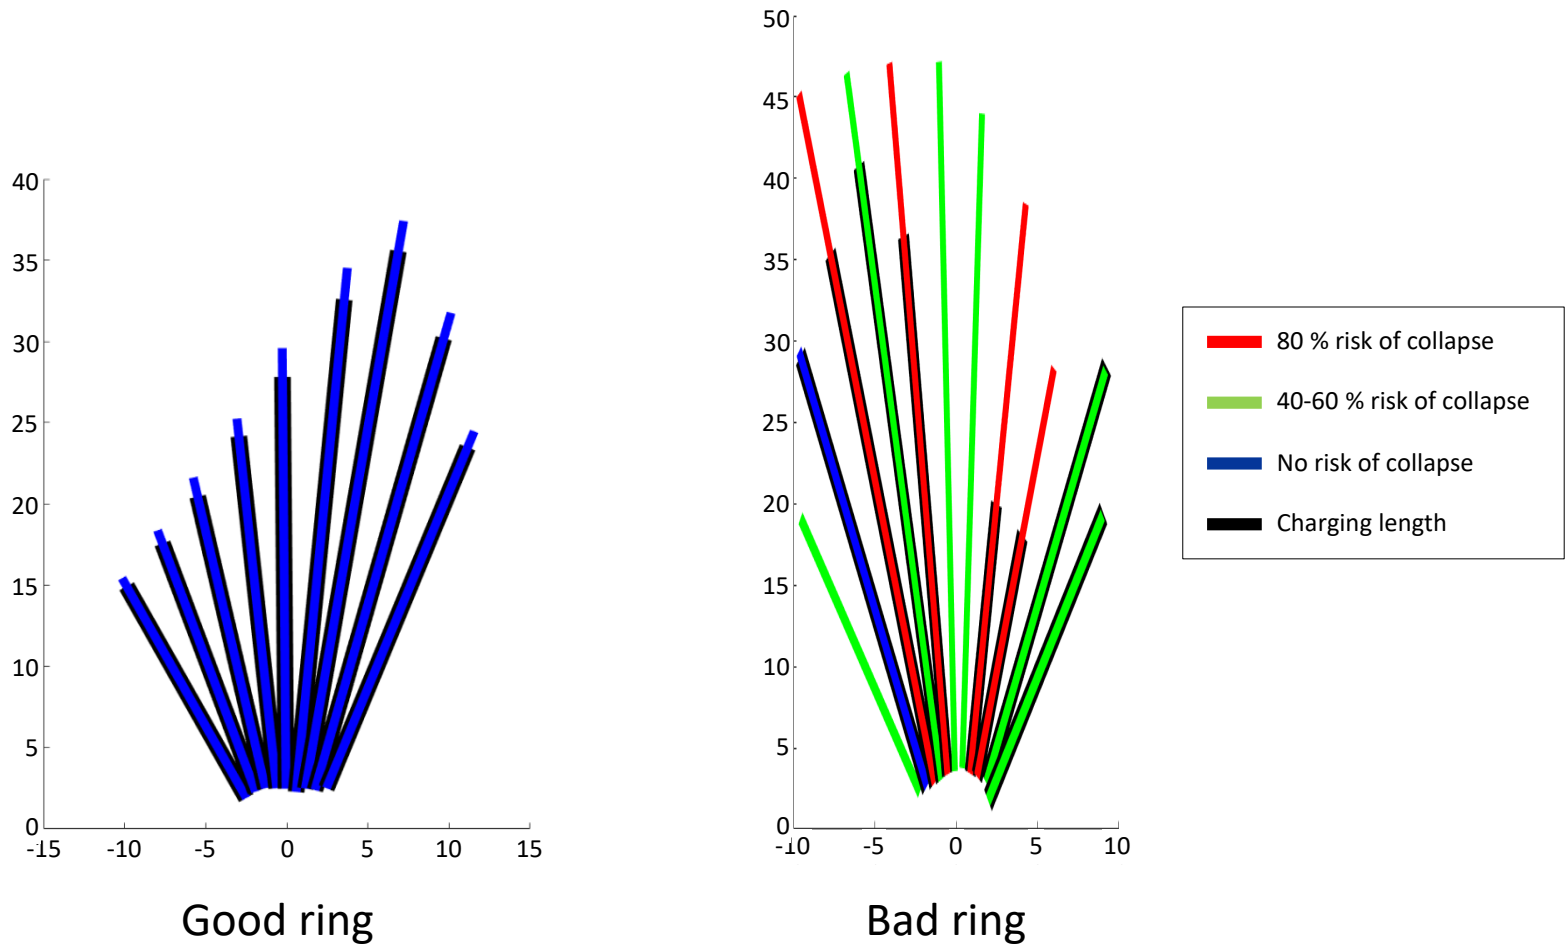 40
35
30
25
20
15
10
5
0
-15 -10 -5 0 5 10 15
Good ring
50
45
40
35
30
25
20
15
10
5
0
-10 -5 0 5 10
Bad ring
80 % risk of collapse
40-60 % risk of collapse
No risk of collapse
Charging length